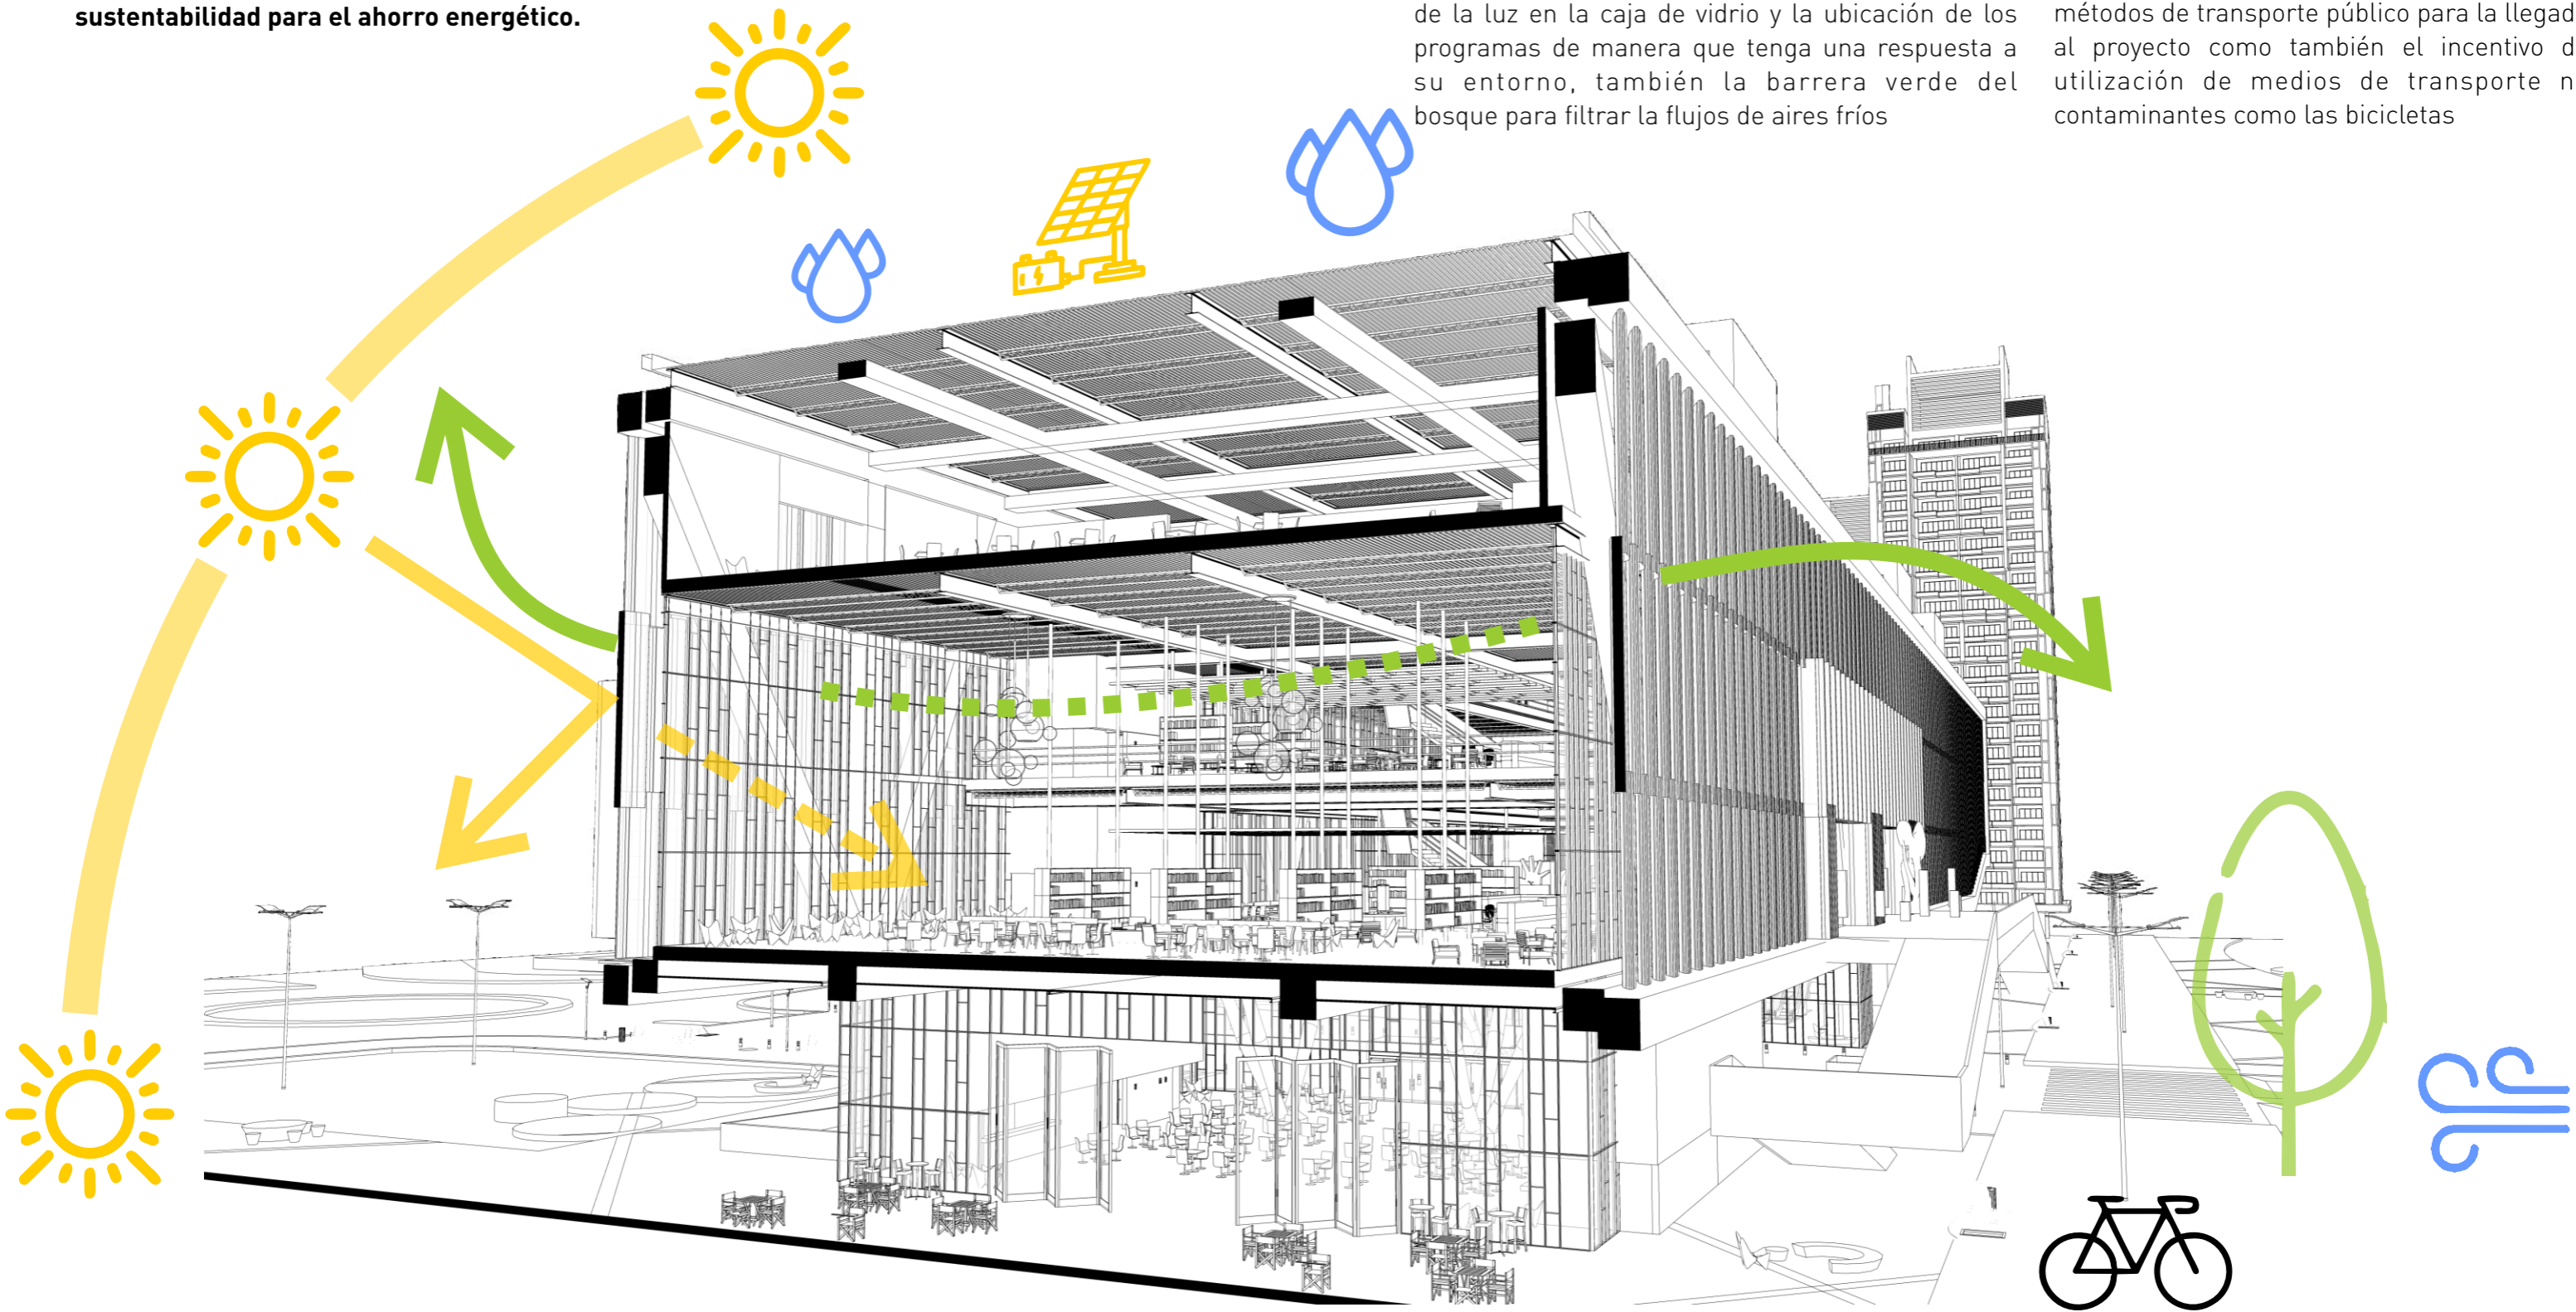 sustentabilidad para el ahorro energético.
de la luz en la caja de vidrio y la ubicación de los
programas de manera que tenga una respuesta a
su entorno, también la barrera verde del
bosque para filtrar la flujos de aires fríos
métodos de transporte público para la llegad
al proyecto como también el incentivo d
utilización de medios de transporte n
contaminantes como las bicicletas